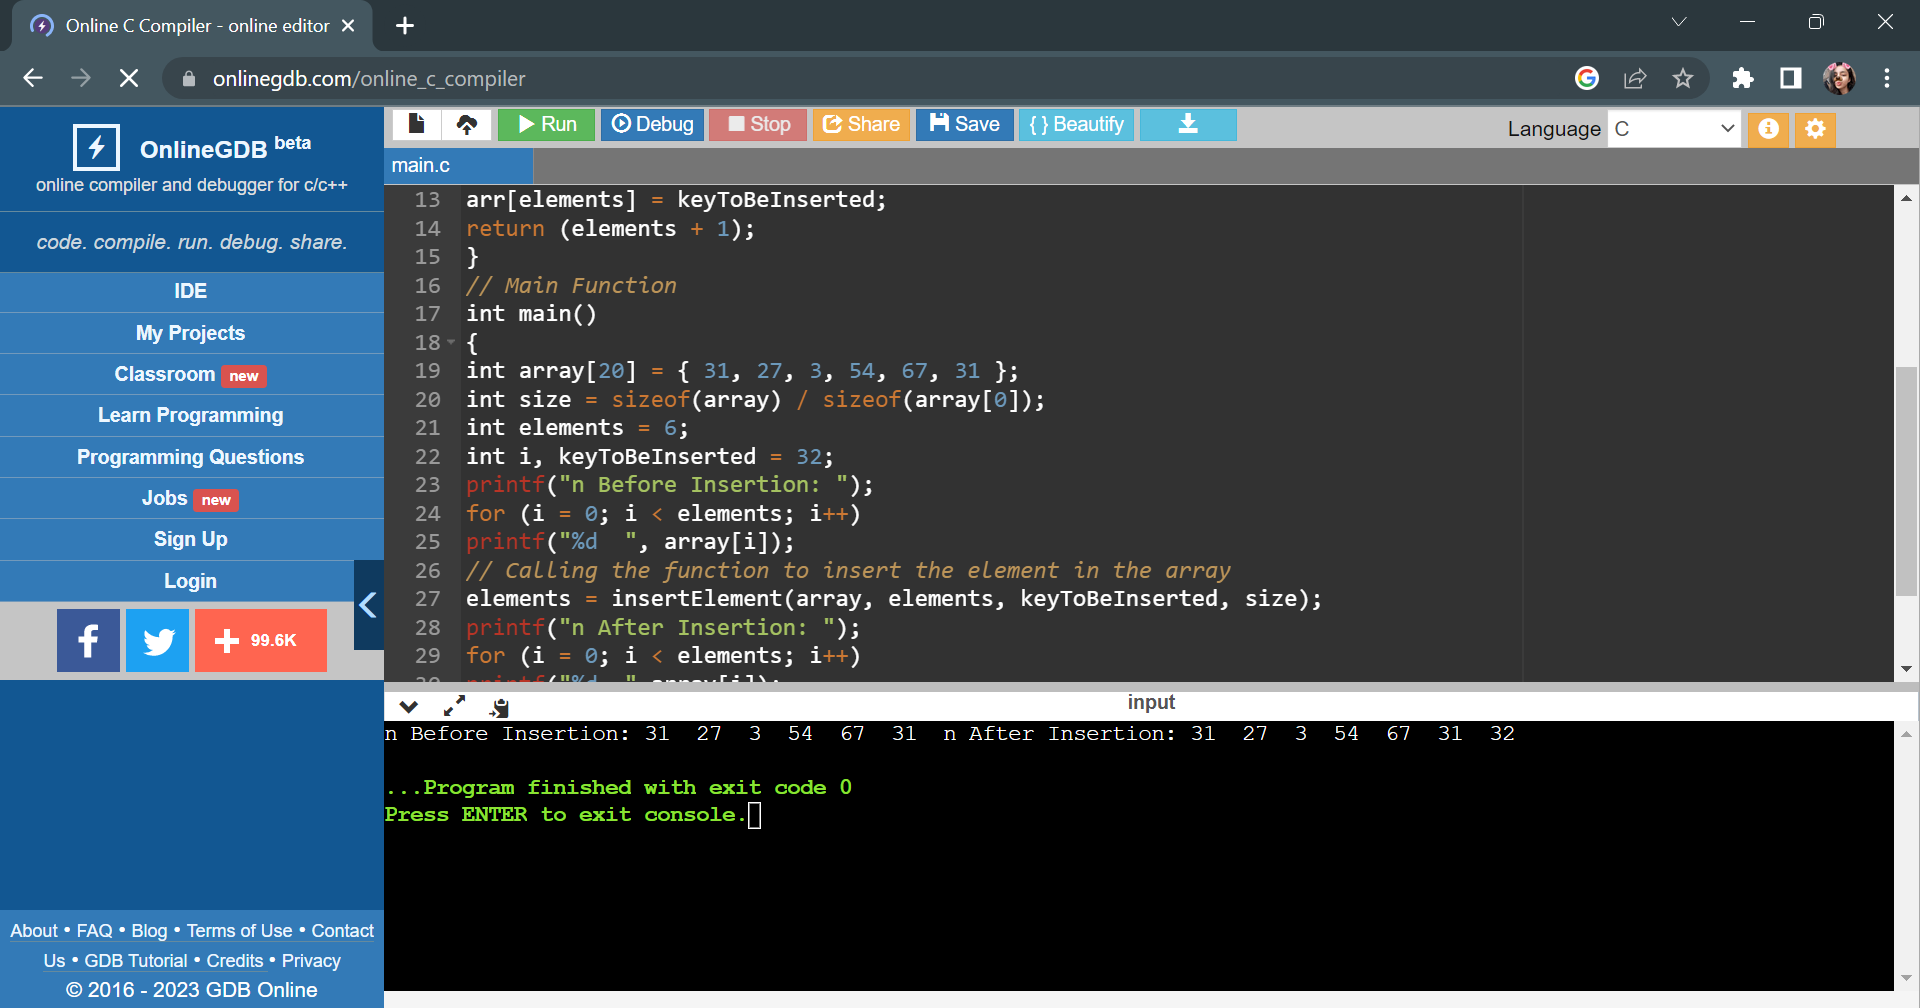 Online C Compiler - online editor
onlinegdb.com/online_c_compiler
OnlineGDB beta
online compiler and debugger for c/c++
code. compile. run. debug. share.
IDE
My Projects
Classroom new
Learn Programming
Programming Questions
Jobs new
Sign Up
Login
f
99.6K
About • FAQ • Blog • Terms of Use • Contact
Us • GDB Tutorial • Credits • Privacy
© 2016 - 2023 GDB Online
Run Debug Stop Share Save { } Beautify Language C
main.c
13 arr[elements] = keyToBeInserted;
14 return (elements + 1);
15 }
16 // Main Function
17 int main()
18 {
19 int array[20] = { 31, 27, 3, 54, 67, 31 };
20 int size = sizeof(array) / sizeof(array[0]);
21 int elements = 6;
22 int i, keyToBeInserted = 32;
23 printf("n Before Insertion: ");
24 for (i = 0; i < elements; i++)
25 printf("%d  ", array[i]);
26 // Calling the function to insert the element in the array
27 elements = insertElement(array, elements, keyToBeInserted, size);
28 printf("n After Insertion: ");
29 for (i = 0; i < elements; i++)
30 printf("%d  ", array[i]);
input
n Before Insertion: 31  27  3  54  67  31  n After Insertion: 31  27  3  54  67  31  32
...Program finished with exit code 0
Press ENTER to exit console.